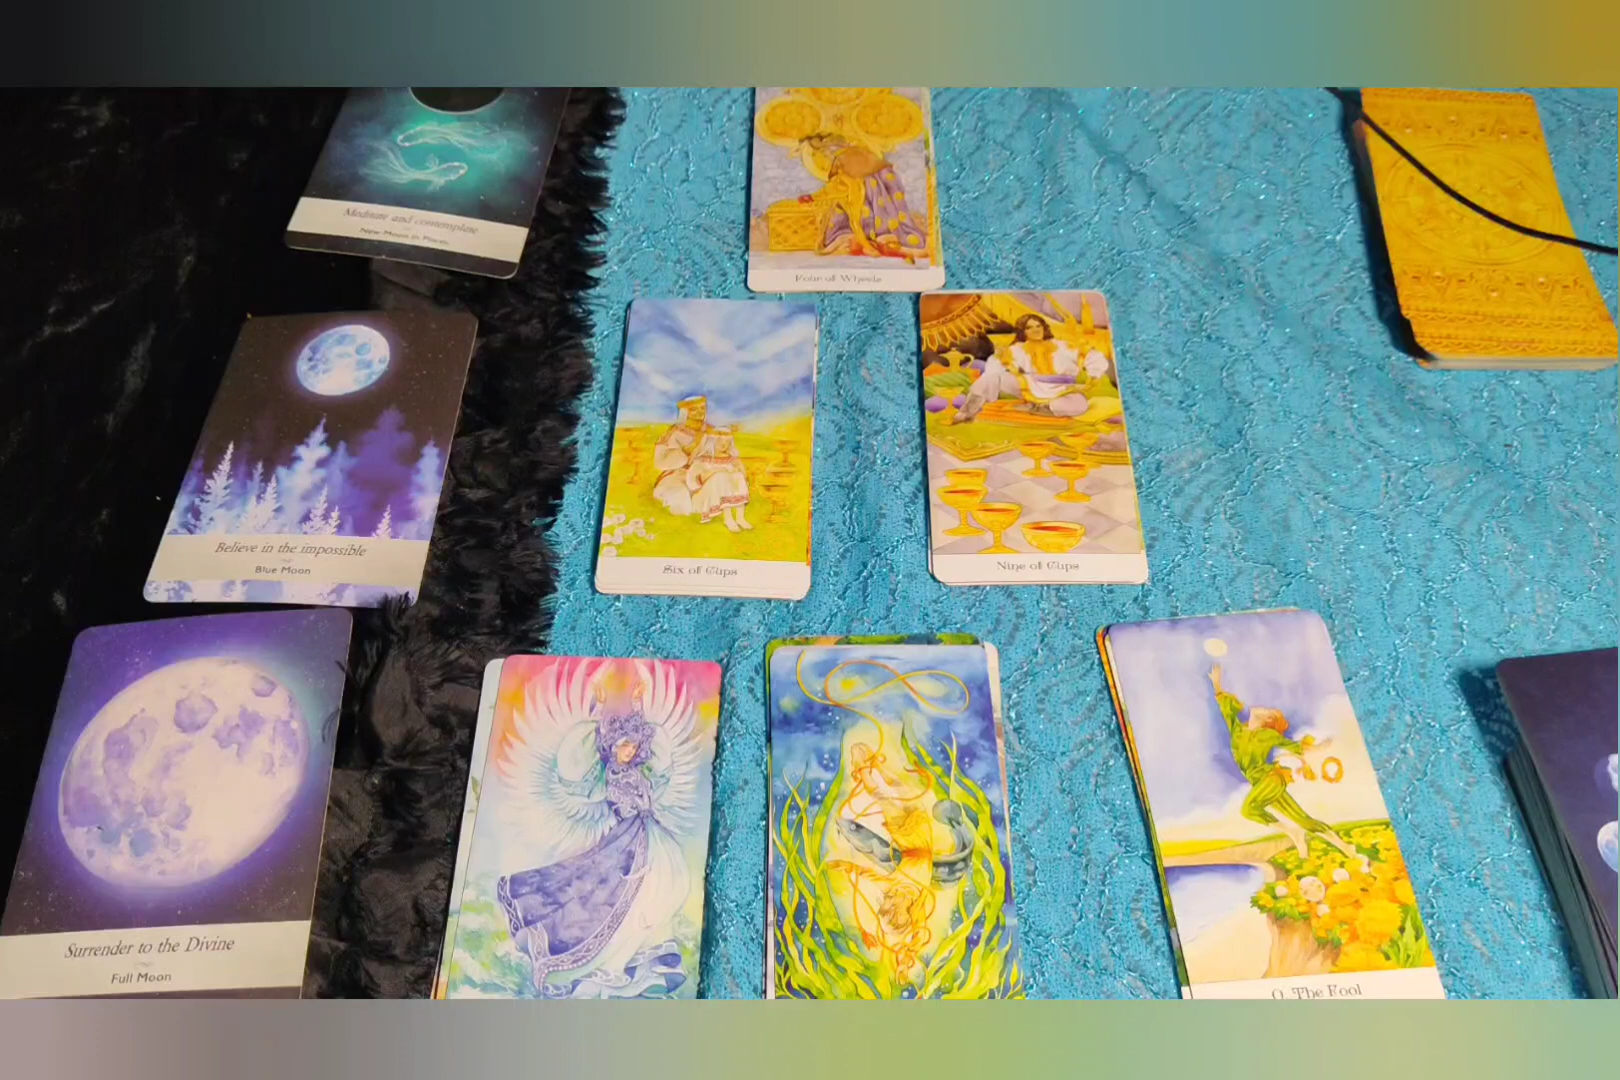 Meditate and contemplate
New Moon in Pisces
Four of Wheels
Believe in the impossible
Blue Moon
Six of Cups
Nine of Cups
Surrender to the Divine
Full Moon
0. The Fool